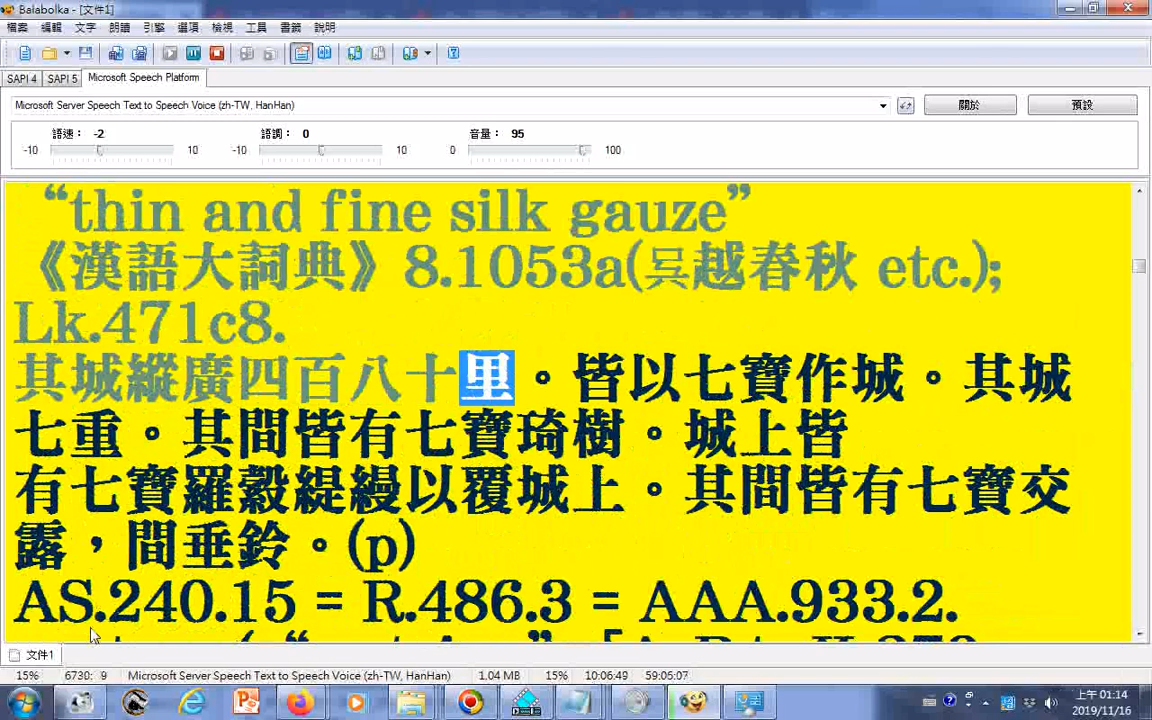 Balabolka - [文件1]
檔案 編輯 文字 朗讀 引擎 選項 檢視 工具 書籤 說明
SAPI 4 SAPI 5 Microsoft Speech Platform
Microsoft Server Speech Text to Speech Voice (zh-TW, HanHan) 關於 預設
語速： -2 語調： 0 音量： 95
-10 10 -10 10 0 100
“thin and fine silk gauze”
《漢語大詞典》 8.1053a(吳越春秋 etc.);
Lk.471c8.
其城縱廣四百八十里。皆以七寶作城。其城
七重。其間皆有七寶琦樹。城上皆
有七寶羅縠緹縵以覆城上。其間皆有七寶交
露，間垂鈴。(p)
AS.240.15 = R.486.3 = AAA.933.2.
文件1
15% 6730: 9 Microsoft Server Speech Text to Speech Voice (zh-TW, HanHan) 1.04 MB 15% 10:06:49 59:05:07
上午 01:14
2019/11/16